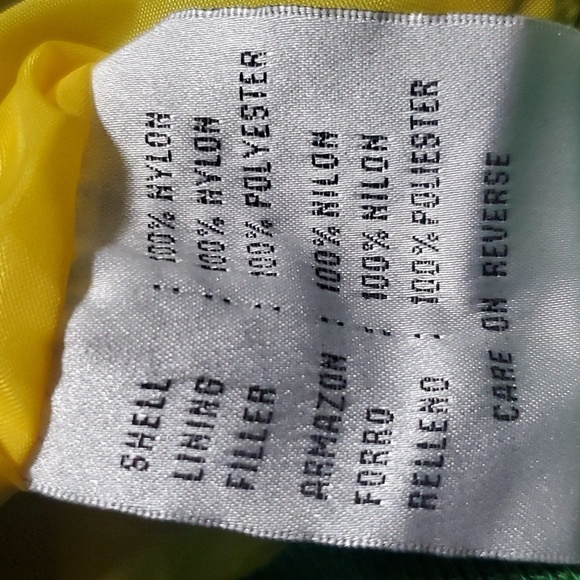 SHELL : 100% NYLON
LINING : 100% NYLON
FILLER : 100% POLYESTER
ARMAZON : 100% NILON
FORRO : 100% NILON
RELLENO : 100% POLIESTER
CARE ON REVERSE